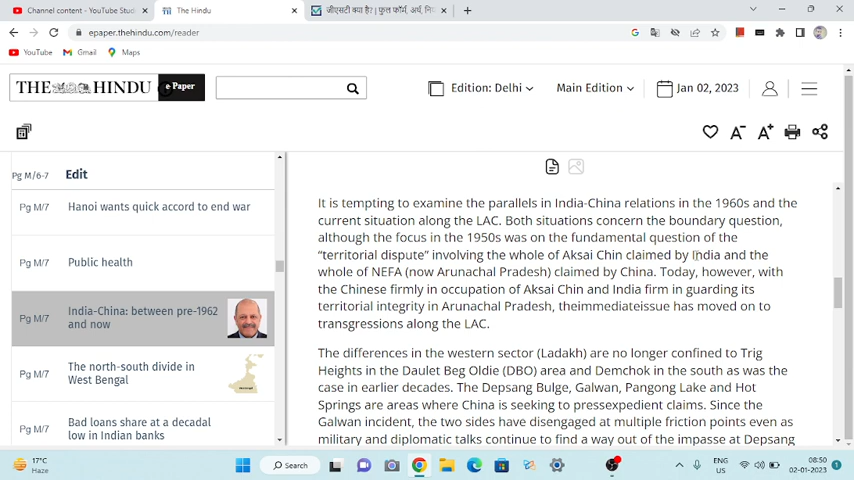 Channel content - YouTube Stud
The Hindu
जीएसटी क्या है? | फुल फॉर्म, अर्थ, निय
epaper.thehindu.com/reader
YouTube
Gmail
Maps
THE HINDU
e Paper
Edition: Delhi
Main Edition
Jan 02, 2023
A-
A+
Pg M/6-7 Edit
Pg M/7 Hanoi wants quick accord to end war
Pg M/7 Public health
Pg M/7 India-China: between pre-1962
and now
Pg M/7 The north-south divide in
West Bengal
Pg M/7 Bad loans share at a decadal
low in Indian banks
It is tempting to examine the parallels in India-China relations in the 1960s and the
current situation along the LAC. Both situations concern the boundary question,
although the focus in the 1950s was on the fundamental question of the
“territorial dispute” involving the whole of Aksai Chin claimed by India and the
whole of NEFA (now Arunachal Pradesh) claimed by China. Today, however, with
the Chinese firmly in occupation of Aksai Chin and India firm in guarding its
territorial integrity in Arunachal Pradesh, theimmediateissue has moved on to
transgressions along the LAC.
The differences in the western sector (Ladakh) are no longer confined to Trig
Heights in the Daulet Beg Oldie (DBO) area and Demchok in the south as was the
case in earlier decades. The Depsang Bulge, Galwan, Pangong Lake and Hot
Springs are areas where China is seeking to pressexpedient claims. Since the
Galwan incident, the two sides have disengaged at multiple friction points even as
military and diplomatic talks continue to find a way out of the impasse at Depsang
17°C
Haze
Search
ENG
US
08:50
02-01-2023